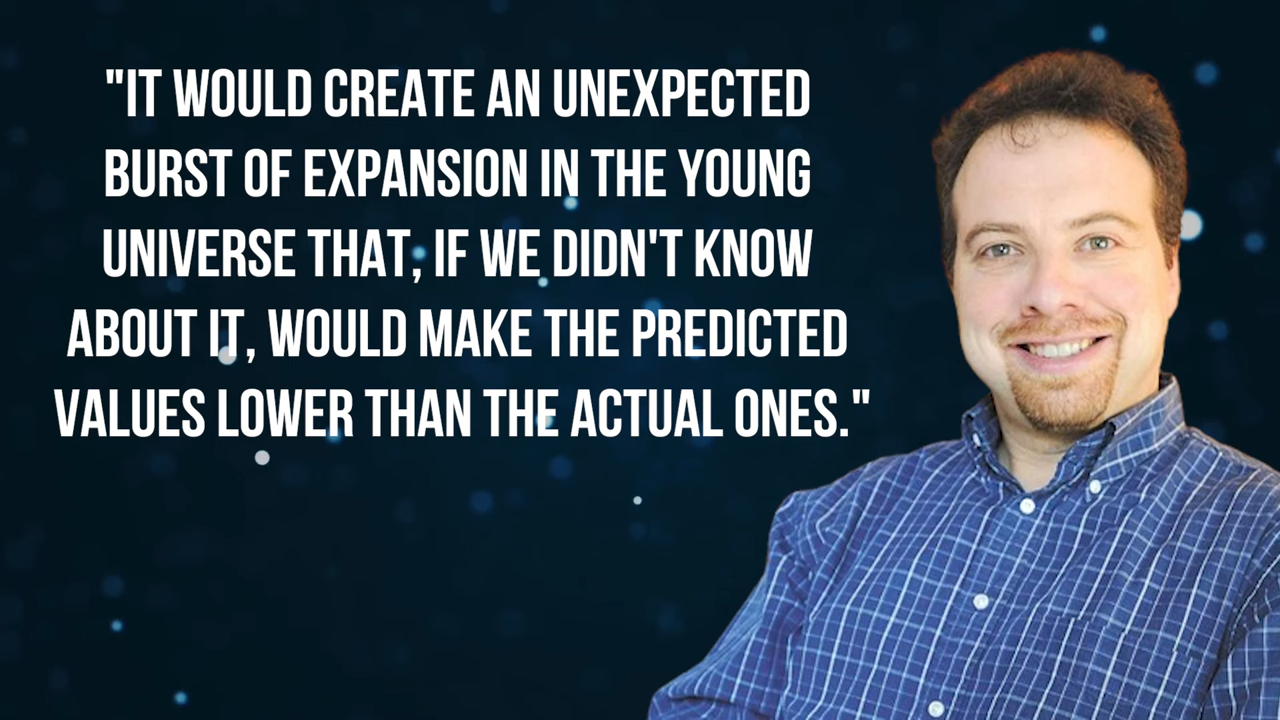 "IT WOULD CREATE AN UNEXPECTED
BURST OF EXPANSION IN THE YOUNG
UNIVERSE THAT, IF WE DIDN'T KNOW
ABOUT IT, WOULD MAKE THE PREDICTED
VALUES LOWER THAN THE ACTUAL ONES."